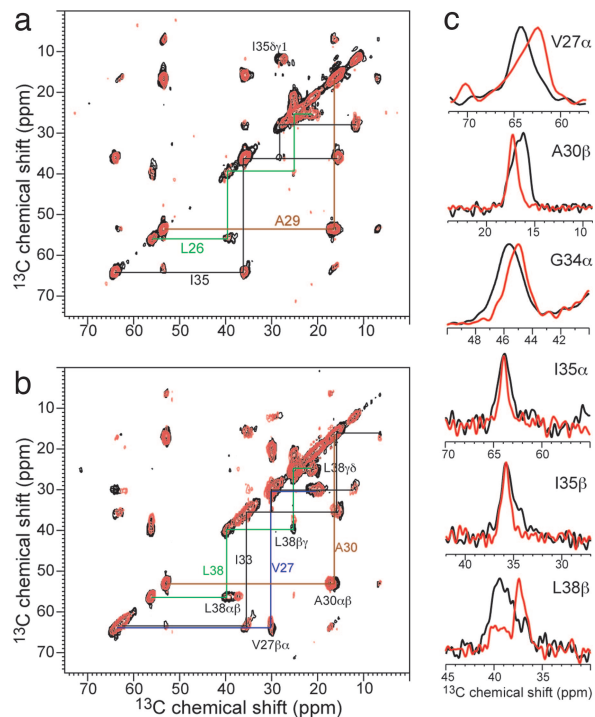 a
10
20
30
40
50
60
70
13C chemical shift (ppm)
I35δγ1
A29
L26
I35
70 60 50 40 30 20 10
b
10
20
30
40
50
60
70
13C chemical shift (ppm)
L38γδ
L38βγ
A30
L38
I33
V27
L38αβ
A30αβ
V27βα
70 60 50 40 30 20 10
13C chemical shift (ppm)
c
V27α
70 65 60
A30β
20 15 10
G34α
48 46 44 42
I35α
70 65 60 55
I35β
40 35 30
L38β
45 40 38 35
13C chemical shift (ppm)